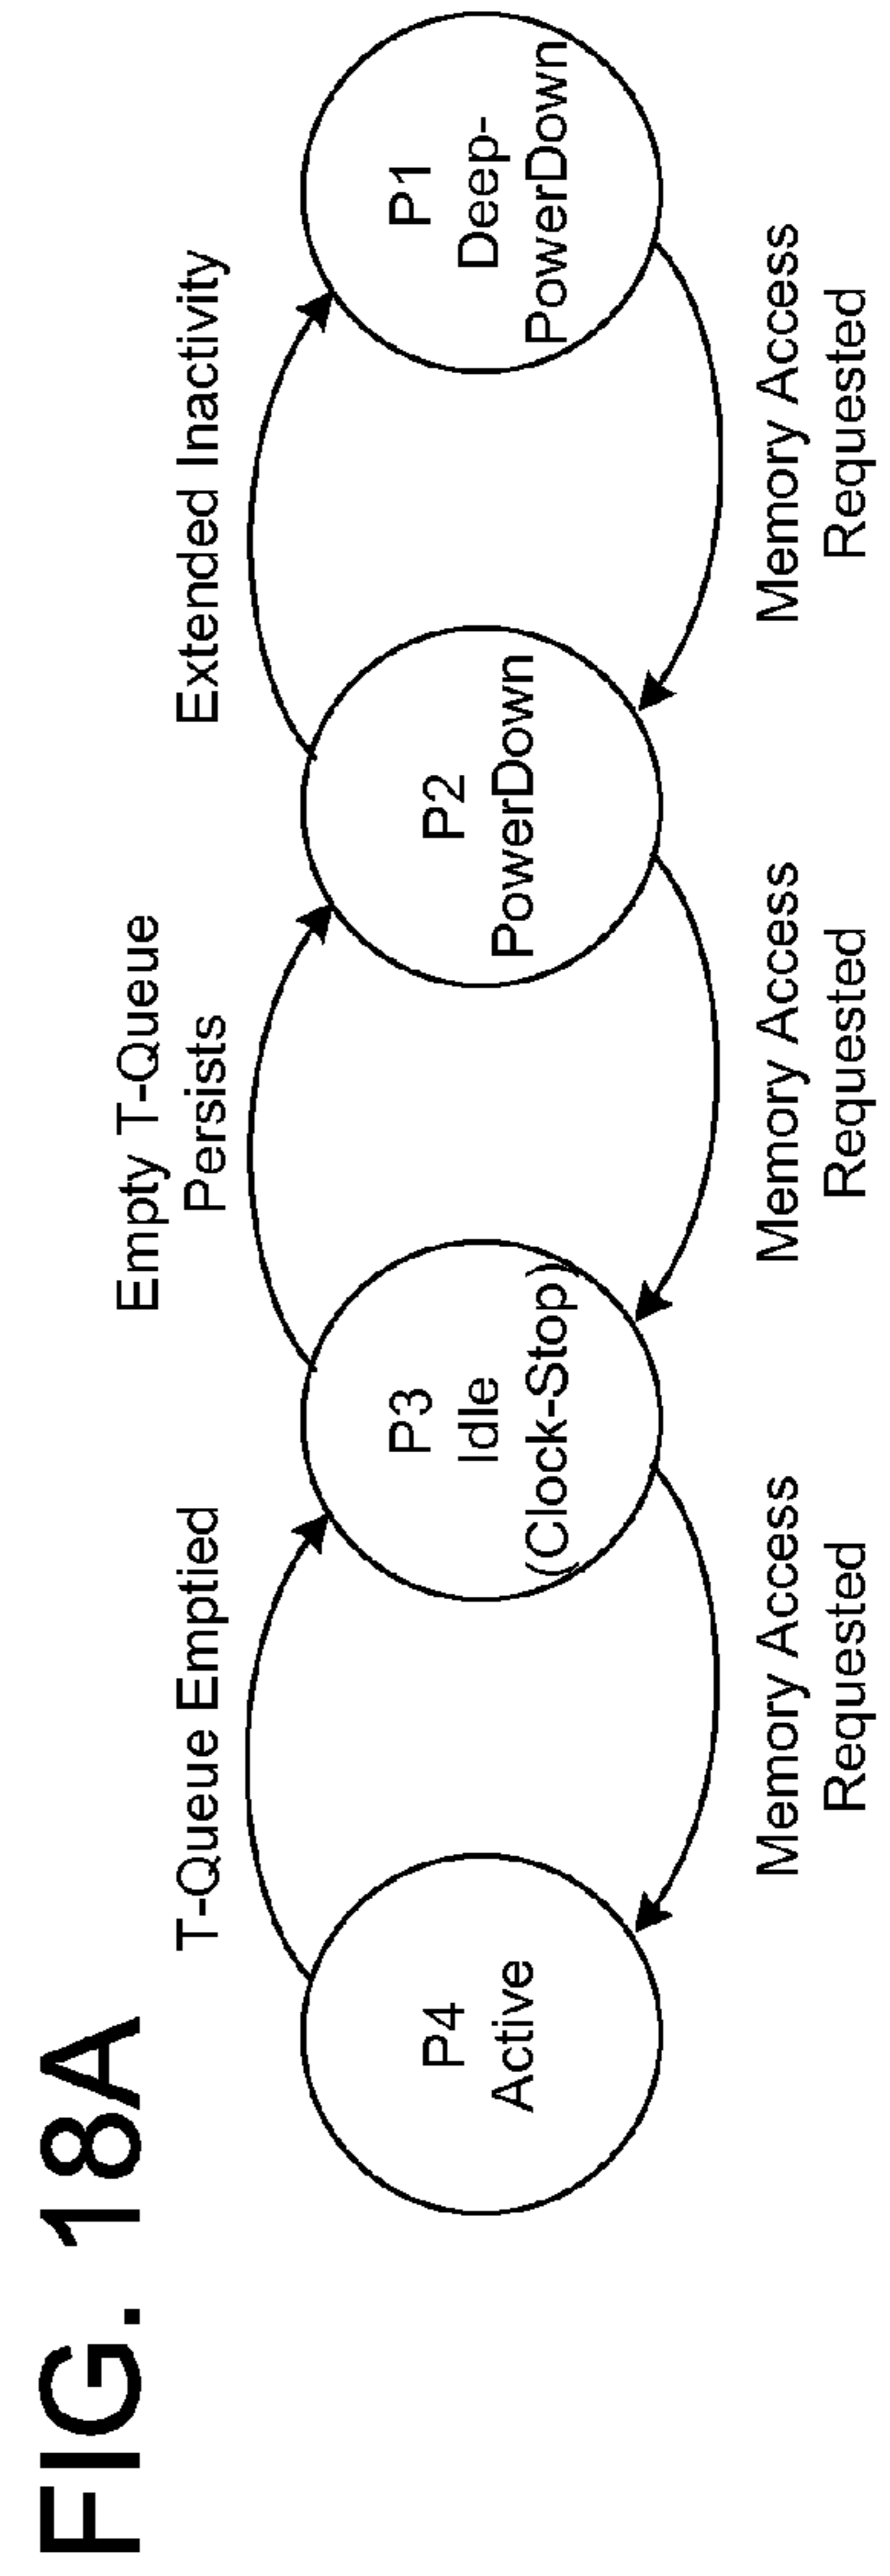 FIG. 18A
T-Queue Emptied
Empty T-Queue
Persists
Extended Inactivity
P4
Active
P3
Idle
(Clock-Stop)
P2
PowerDown
P1
Deep-
PowerDown
Memory Access
Requested
Memory Access
Requested
Memory Access
Requested